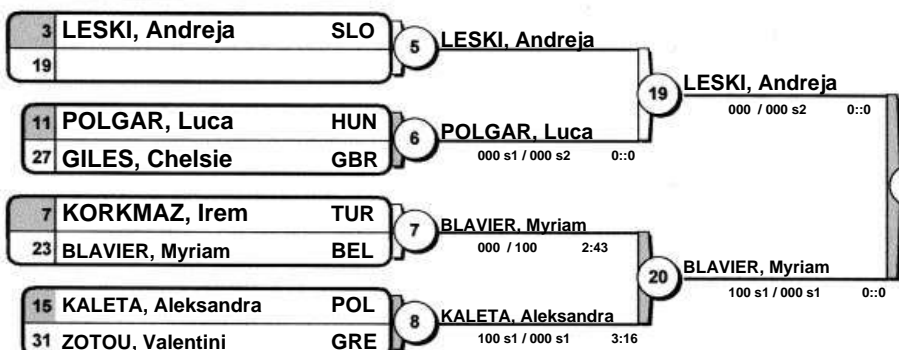 3 LESKI, Andreja SLO
19
5
LESKI, Andreja
11 POLGAR, Luca HUN
27 GILES, Chelsie GBR
6
POLGAR, Luca
000 s1 / 000 s2 0::0
19
LESKI, Andreja
000 / 000 s2 0::0
7 KORKMAZ, Irem TUR
23 BLAVIER, Myriam BEL
7
BLAVIER, Myriam
000 / 100 2:43
15 KALETA, Aleksandra POL
31 ZOTOU, Valentini GRE
8
KALETA, Aleksandra
100 s1 / 000 s1 3:16
20
BLAVIER, Myriam
100 s1 / 000 s1 0::0